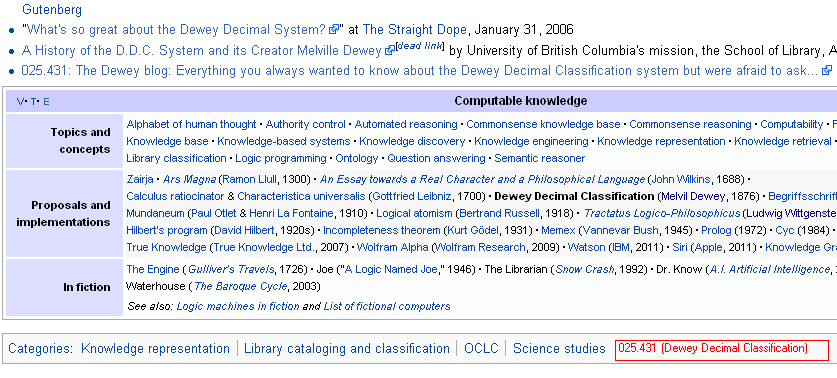 Gutenberg
"What's so great about the Dewey Decimal System?" at The Straight Dope, January 31, 2006
A History of the D.D.C. System and its Creator Melville Dewey [dead link] by University of British Columbia's mission, the School of Library, A
025.431: The Dewey blog: Everything you always wanted to know about the Dewey Decimal Classification system but were afraid to ask...
V · T · E
Computable knowledge
Topics and concepts
Alphabet of human thought · Authority control · Automated reasoning · Commonsense knowledge base · Commonsense reasoning · Computability ·
Knowledge base · Knowledge-based systems · Knowledge discovery · Knowledge engineering · Knowledge representation · Knowledge retrieval ·
Library classification · Logic programming · Ontology · Question answering · Semantic reasoner
Proposals and implementations
Zairja · Ars Magna (Ramon Llull, 1300) · An Essay towards a Real Character and a Philosophical Language (John Wilkins, 1688) ·
Calculus ratiocinator & Characteristica universalis (Gottfried Leibniz, 1700) · Dewey Decimal Classification (Melvil Dewey, 1876) · Begriffsschrif
Mundaneum (Paul Otlet & Henri La Fontaine, 1910) · Logical atomism (Bertrand Russell, 1918) · Tractatus Logico-Philosophicus (Ludwig Wittgenste
Hilbert's program (David Hilbert, 1920s) · Incompleteness theorem (Kurt Gödel, 1931) · Memex (Vannevar Bush, 1945) · Prolog (1972) · Cyc (1984) ·
True Knowledge (True Knowledge Ltd., 2007) · Wolfram Alpha (Wolfram Research, 2009) · Watson (IBM, 2011) · Siri (Apple, 2011) · Knowledge Gra
In fiction
The Engine (Gulliver's Travels, 1726) · Joe ("A Logic Named Joe," 1946) · The Librarian (Snow Crash, 1992) · Dr. Know (A.I. Artificial Intelligence,
Waterhouse (The Baroque Cycle, 2003)
See also: Logic machines in fiction and List of fictional computers
Categories: Knowledge representation | Library cataloging and classification | OCLC | Science studies
025.431 (Dewey Decimal Classification)